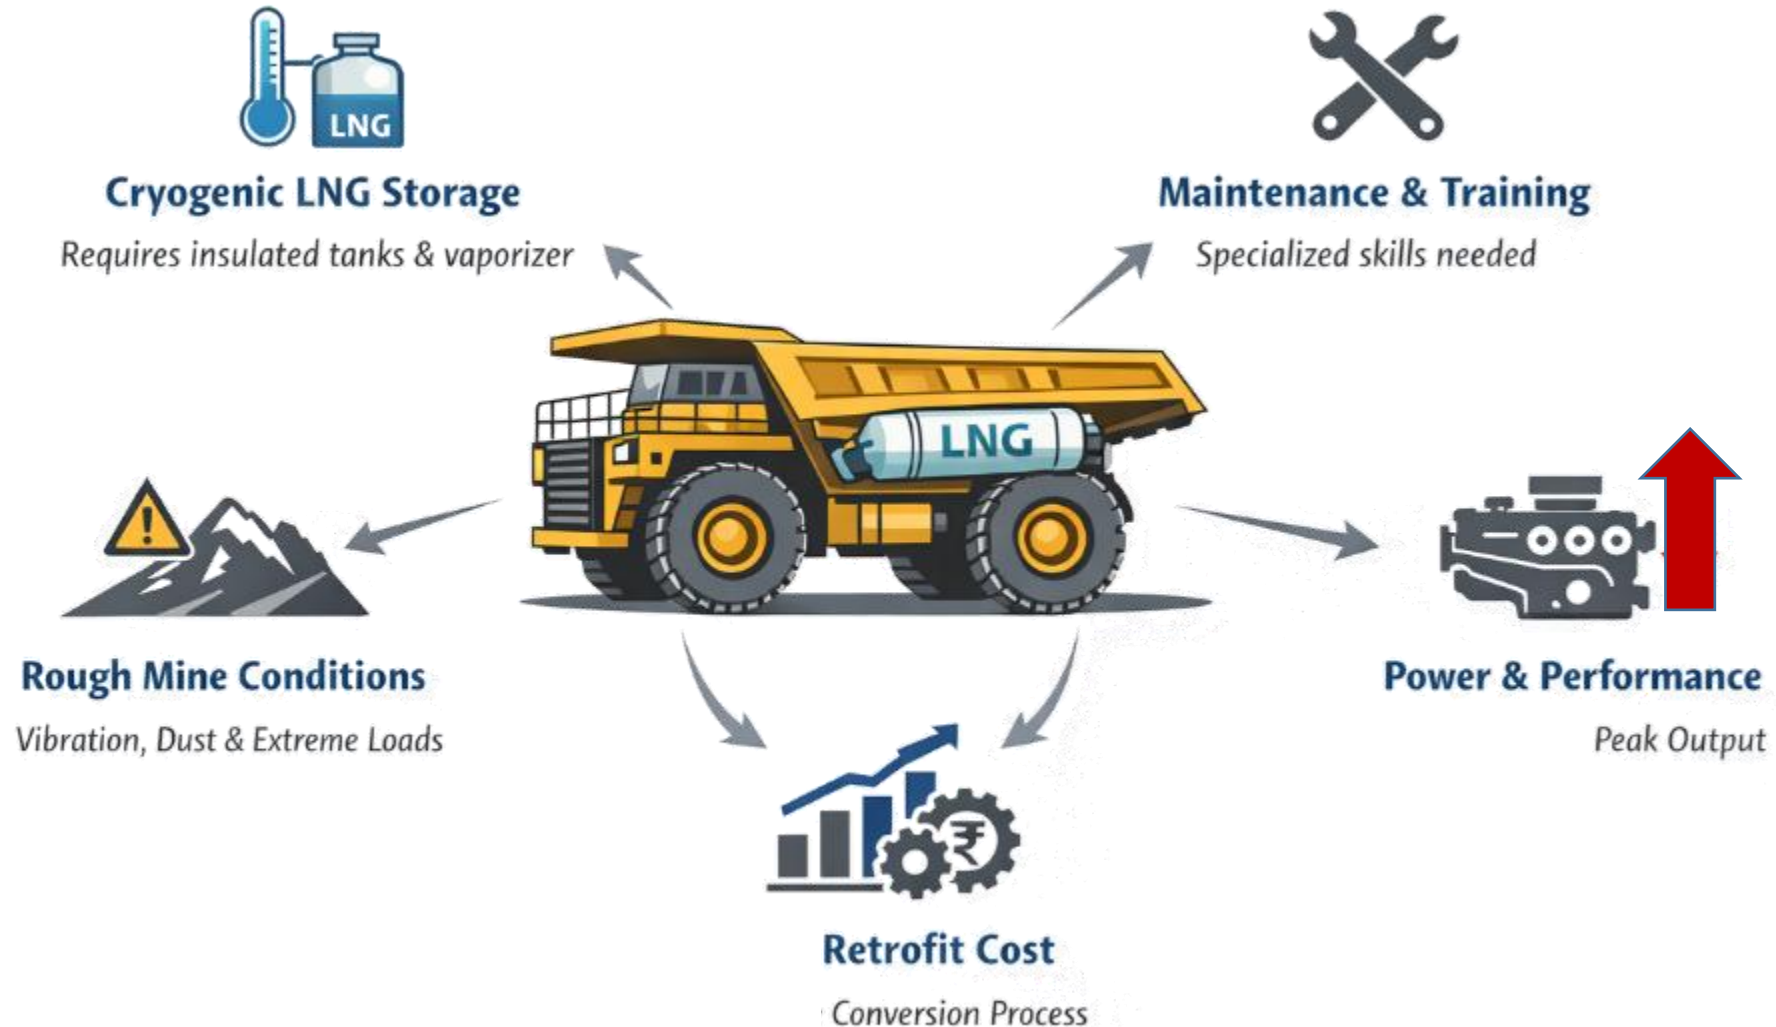 LNG
Cryogenic LNG Storage
Requires insulated tanks & vaporizer
Maintenance & Training
Specialized skills needed
LNG
Rough Mine Conditions
Vibration, Dust & Extreme Loads
Power & Performance
Peak Output
₹
Retrofit Cost
Conversion Process